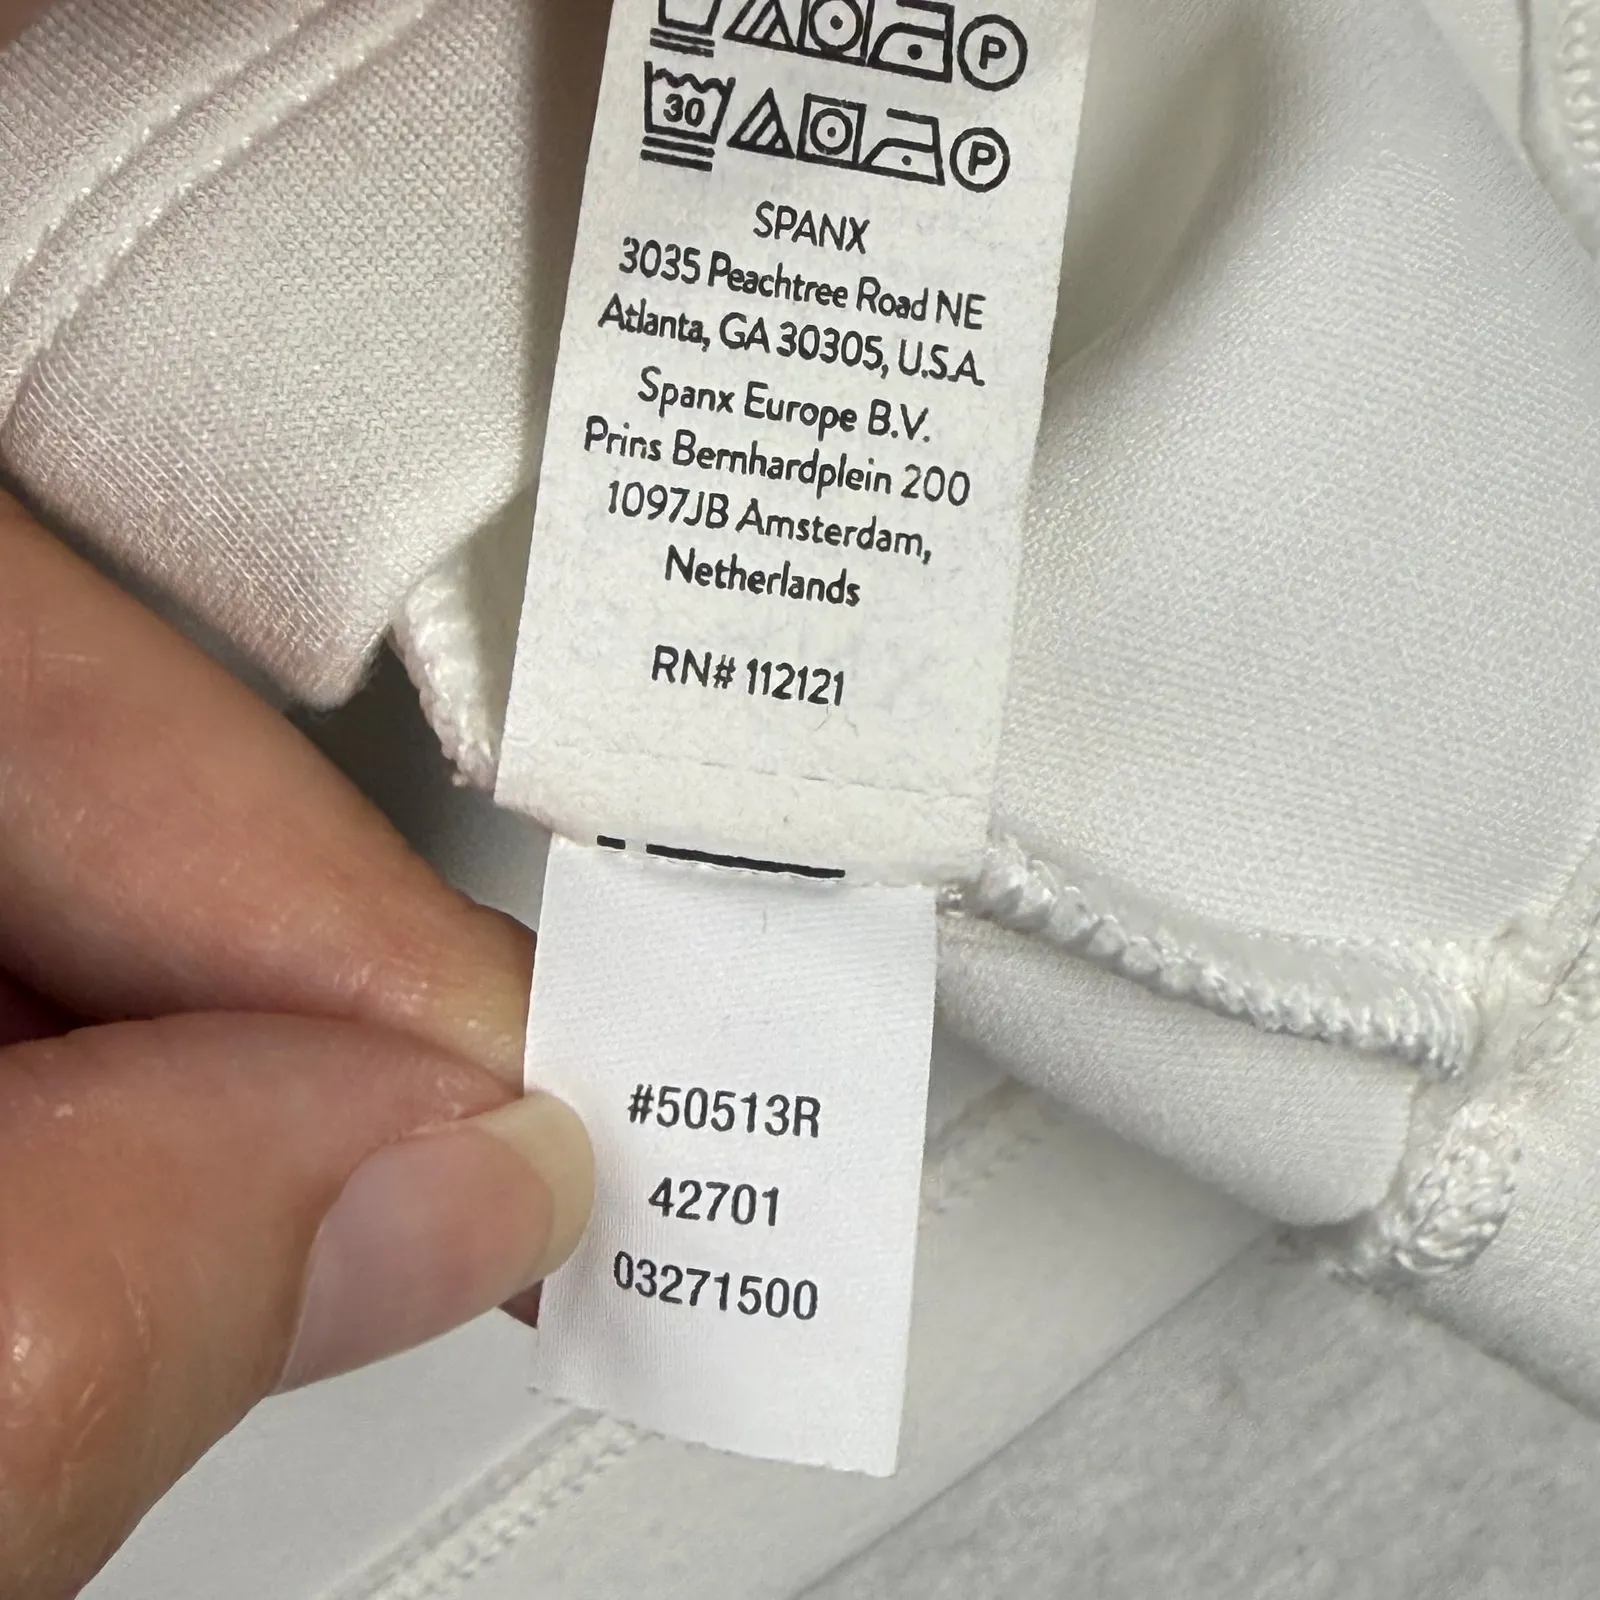 P
30 P
SPANX
3035 Peachtree Road NE
Atlanta, GA 30305, U.S.A.
Spanx Europe B.V.
Prins Bernhardplein 200
1097JB Amsterdam,
Netherlands
RN# 112121
#50513R
42701
03271500